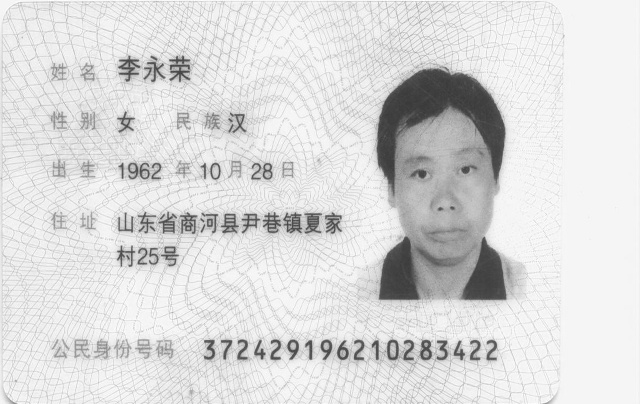 姓名 李永荣
性别 女 民族 汉
出生 1962 年 10 月 28 日
住址 山东省商河县尹巷镇夏家
村25号
公民身份号码 372429196210283422